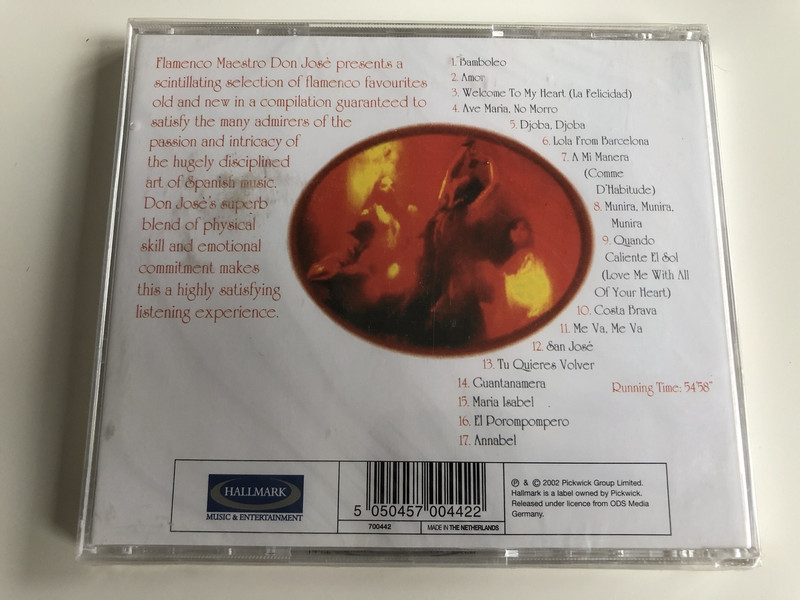 Flamenco Maestro Don José presents a
scintillating selection of flamenco favourites
old and new in a compilation guaranteed to
satisfy the many admirers of the
passion and intricacy of
the hugely disciplined
art of Spanish music.
Don José's superb
blend of physical
skill and emotional
commitment makes
this a highly satisfying
listening experience.
1. Bamboleo
2. Amor
3. Welcome To My Heart (La Felicidad)
4. Ave Maria, No Morro
5. Djoba, Djoba
6. Lola From Barcelona
7. A Mi Manera
(Comme
D'Habitude)
8. Munira, Munira,
Munira
9. Quando
Caliente El Sol
(Love Me With All
Of Your Heart)
10. Costa Brava
11. Me Va, Me Va
12. San José
13. Tu Quieres Volver
14. Guantanamera
15. Maria Isabel
16. El Porompompero
17. Annabel
Running Time: 54'58"
HALLMARK
MUSIC & ENTERTAINMENT
5 050457 004422
700442
MADE IN THE NETHERLANDS
℗ & © 2002 Pickwick Group Limited.
Hallmark is a label owned by Pickwick.
Released under licence from ODS Media
Germany.